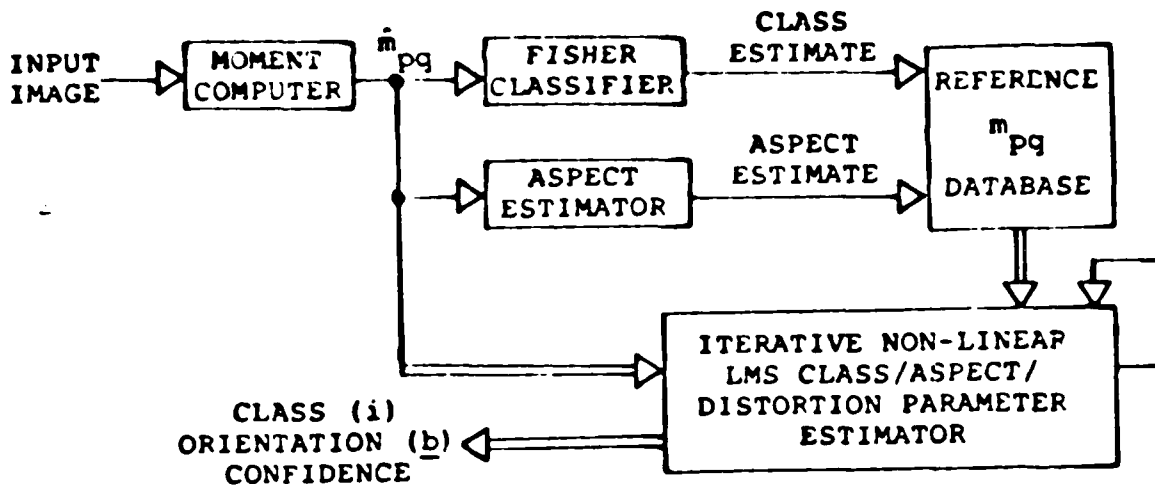 INPUT
IMAGE
MOMENT
COMPUTER
ṁpq
FISHER
CLASSIFIER
CLASS
ESTIMATE
REFERENCE
mpq
DATABASE
ASPECT
ESTIMATOR
ASPECT
ESTIMATE
ITERATIVE NON-LINEAR
LMS CLASS/ASPECT/
DISTORTION PARAMETER
ESTIMATOR
CLASS (i)
ORIENTATION (b)
CONFIDENCE